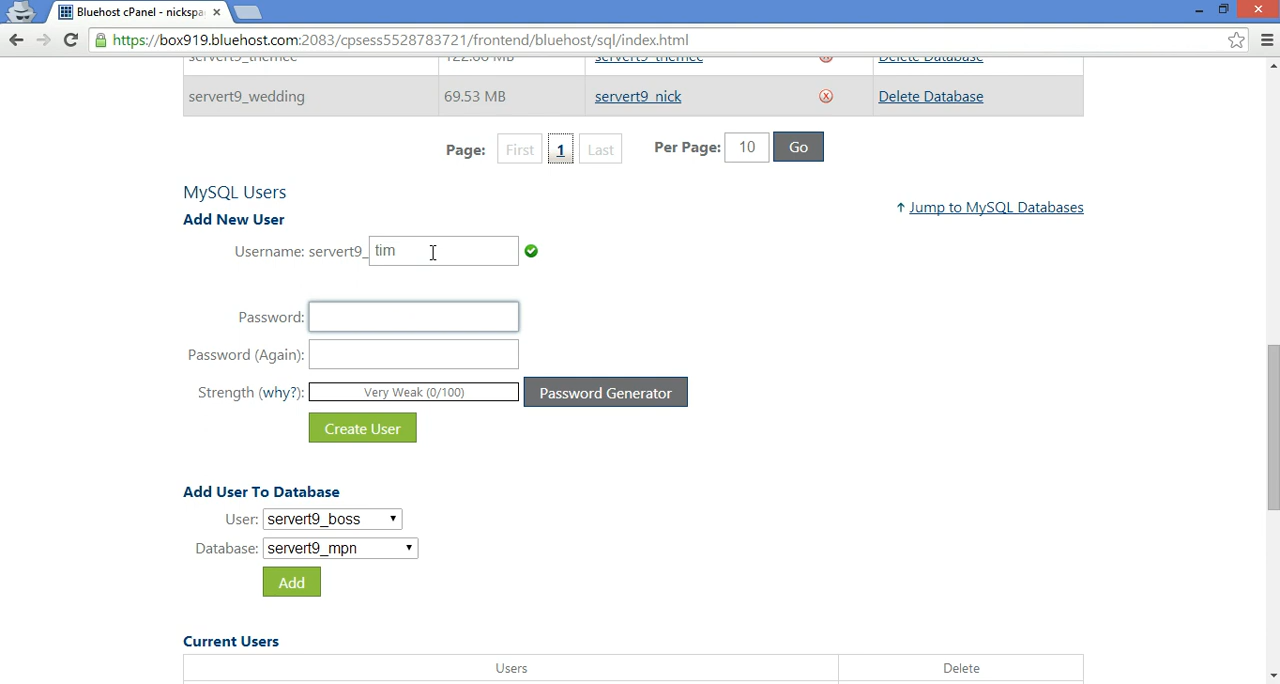 Bluehost cPanel - nickspa
https://box919.bluehost.com:2083/cpsess5528783721/frontend/bluehost/sql/index.html
servert9_wedding 69.53 MB servert9_nick Delete Database
Page: First 1 Last Per Page: 10 Go
MySQL Users
↑ Jump to MySQL Databases
Add New User
Username: servert9_ tim
Password:
Password (Again):
Strength (why?): Very Weak (0/100) Password Generator
Create User
Add User To Database
User: servert9_boss
Database: servert9_mpn
Add
Current Users
Users Delete